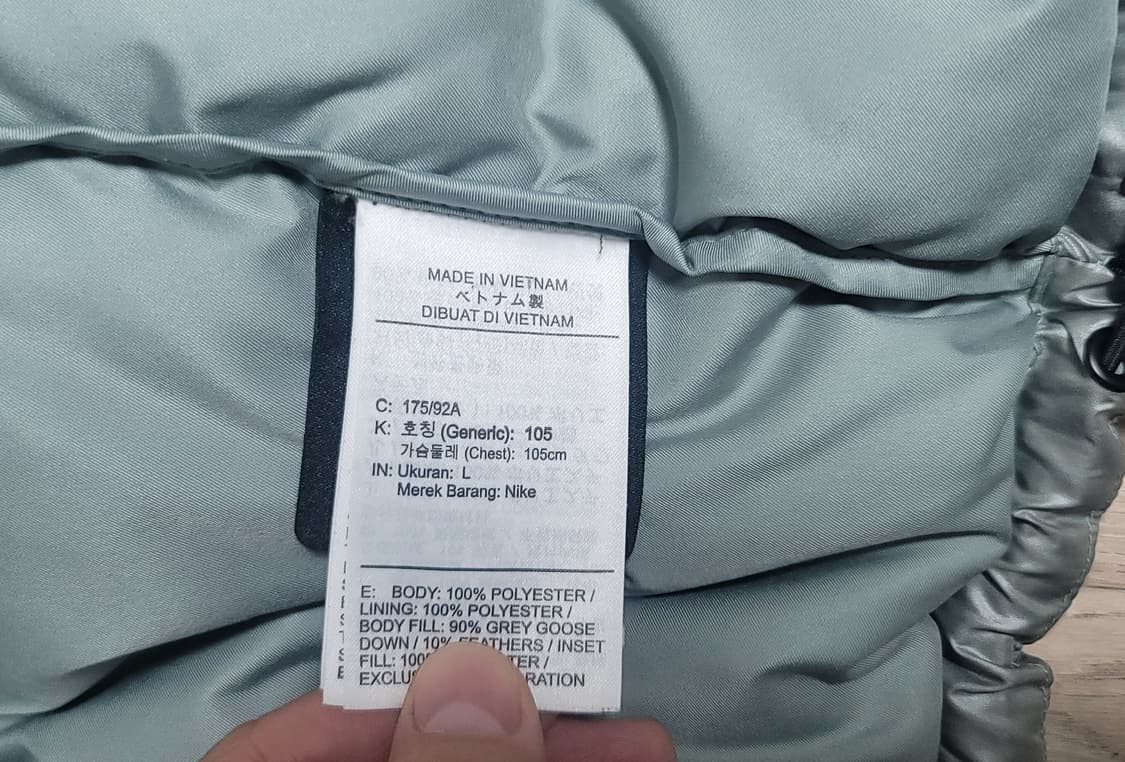 MADE IN VIETNAM
ベトナム製
DIBUAT DI VIETNAM
C: 175/92A
K: 호칭 (Generic): 105
가슴둘레 (Chest): 105cm
IN: Ukuran: L
Merek Barang: Nike
E: BODY: 100% POLYESTER /
LINING: 100% POLYESTER /
BODY FILL: 90% GREY GOOSE
DOWN / 10% FEATHERS / INSET
FILL: